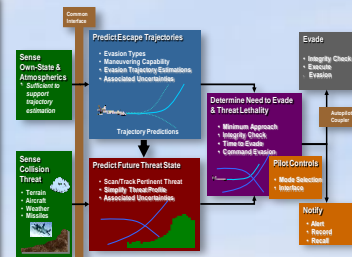 Common
Interface
Sense
Own-State &
Atmospherics
* Sufficient to
support
trajectory
estimation
Predict Escape Trajectories
• Evasion Types
• Maneuvering Capability
• Evasion Trajectory Estimations
• Associated Uncertainties
Trajectory Predictions
Sense
Collision
Threat
• Terrain
• Aircraft
• Weather
• Missiles
Predict Future Threat State
• Scan/Track Pertinent Threat
• Simplify Threat Profile
• Associated Uncertainties
Determine Need to Evade
& Threat Lethality
• Minimum Approach
• Integrity Check
• Time to Evade
• Command Evasion
Evade
• Integrity Check
• Execute
Evasion
Autopilot
Coupler
Pilot Controls
• Mode Selection
• Interface
Notify
• Alert
• Record
• Recall